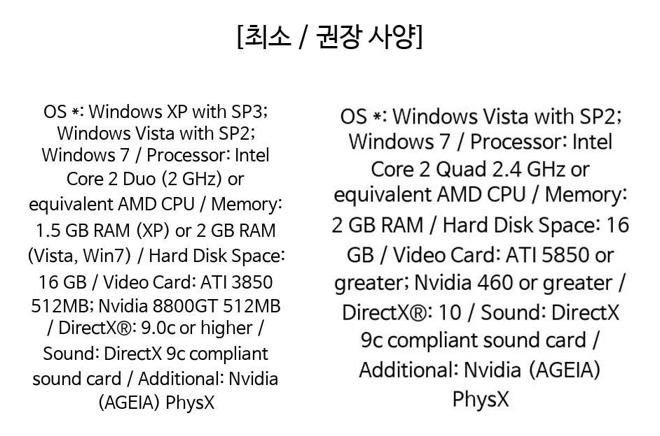 [최소 / 권장 사양]
OS *: Windows XP with SP3;
Windows Vista with SP2;
Windows 7 / Processor: Intel
Core 2 Duo (2 GHz) or
equivalent AMD CPU / Memory:
1.5 GB RAM (XP) or 2 GB RAM
(Vista, Win7) / Hard Disk Space:
16 GB / Video Card: ATI 3850
512MB; Nvidia 8800GT 512MB
/ DirectX®: 9.0c or higher /
Sound: DirectX 9c compliant
sound card / Additional: Nvidia
(AGEIA) PhysX
OS *: Windows Vista with SP2;
Windows 7 / Processor: Intel
Core 2 Quad 2.4 GHz or
equivalent AMD CPU / Memory:
2 GB RAM / Hard Disk Space: 16
GB / Video Card: ATI 5850 or
greater; Nvidia 460 or greater /
DirectX®: 10 / Sound: DirectX
9c compliant sound card /
Additional: Nvidia (AGEIA)
PhysX